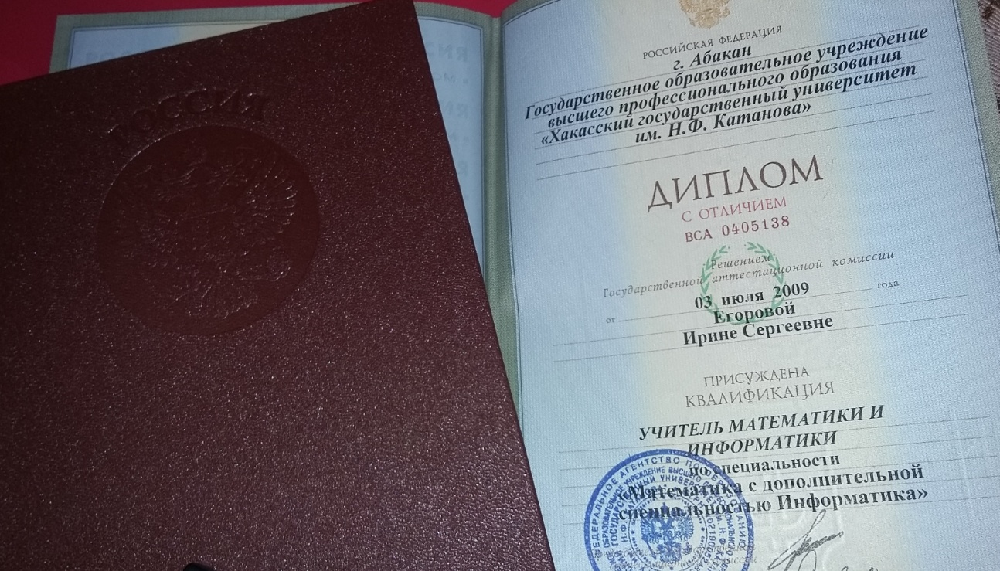 РОССИЯ
РОССИЙСКАЯ ФЕДЕРАЦИЯ
г. Абакан
Государственное образовательное учреждение
высшего профессионального образования
«Хакасский государственный университет
им. Н.Ф. Катанова»
ДИПЛОМ
С ОТЛИЧИЕМ
ВСА 0405138
Решением
Государственной аттестационной комиссии
от 03 июля 2009 года
Егоровой
Ирине Сергеевне
ПРИСУЖДЕНА
КВАЛИФИКАЦИЯ
УЧИТЕЛЬ МАТЕМАТИКИ И
ИНФОРМАТИКИ
по специальности
«Математика с дополнительной
специальностью Информатика»
ФЕДЕРАЛЬНОЕ АГЕНТСТВО ПО ОБРАЗОВАНИЮ